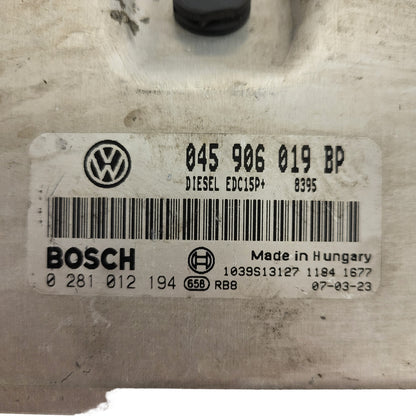 045 906 019 BP
DIESEL EDC15P+ 8395
BOSCH
Made in Hungary
1039S13127 1184 1677
0 281 012 194 658 RB8 07-03-23